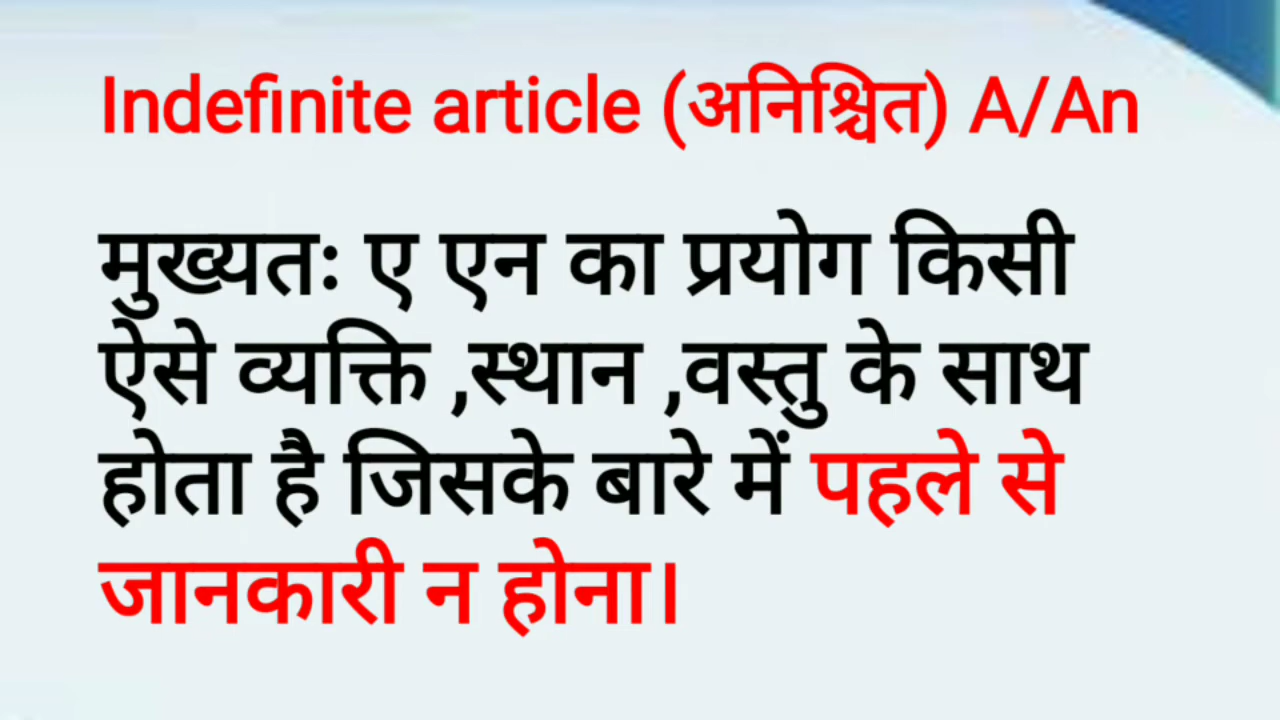 Indefinite article (अनिश्चित) A/An
मुख्यतः ए एन का प्रयोग किसी
ऐसे व्यक्ति ,स्थान ,वस्तु के साथ
होता है जिसके बारे में पहले से
जानकारी न होना।